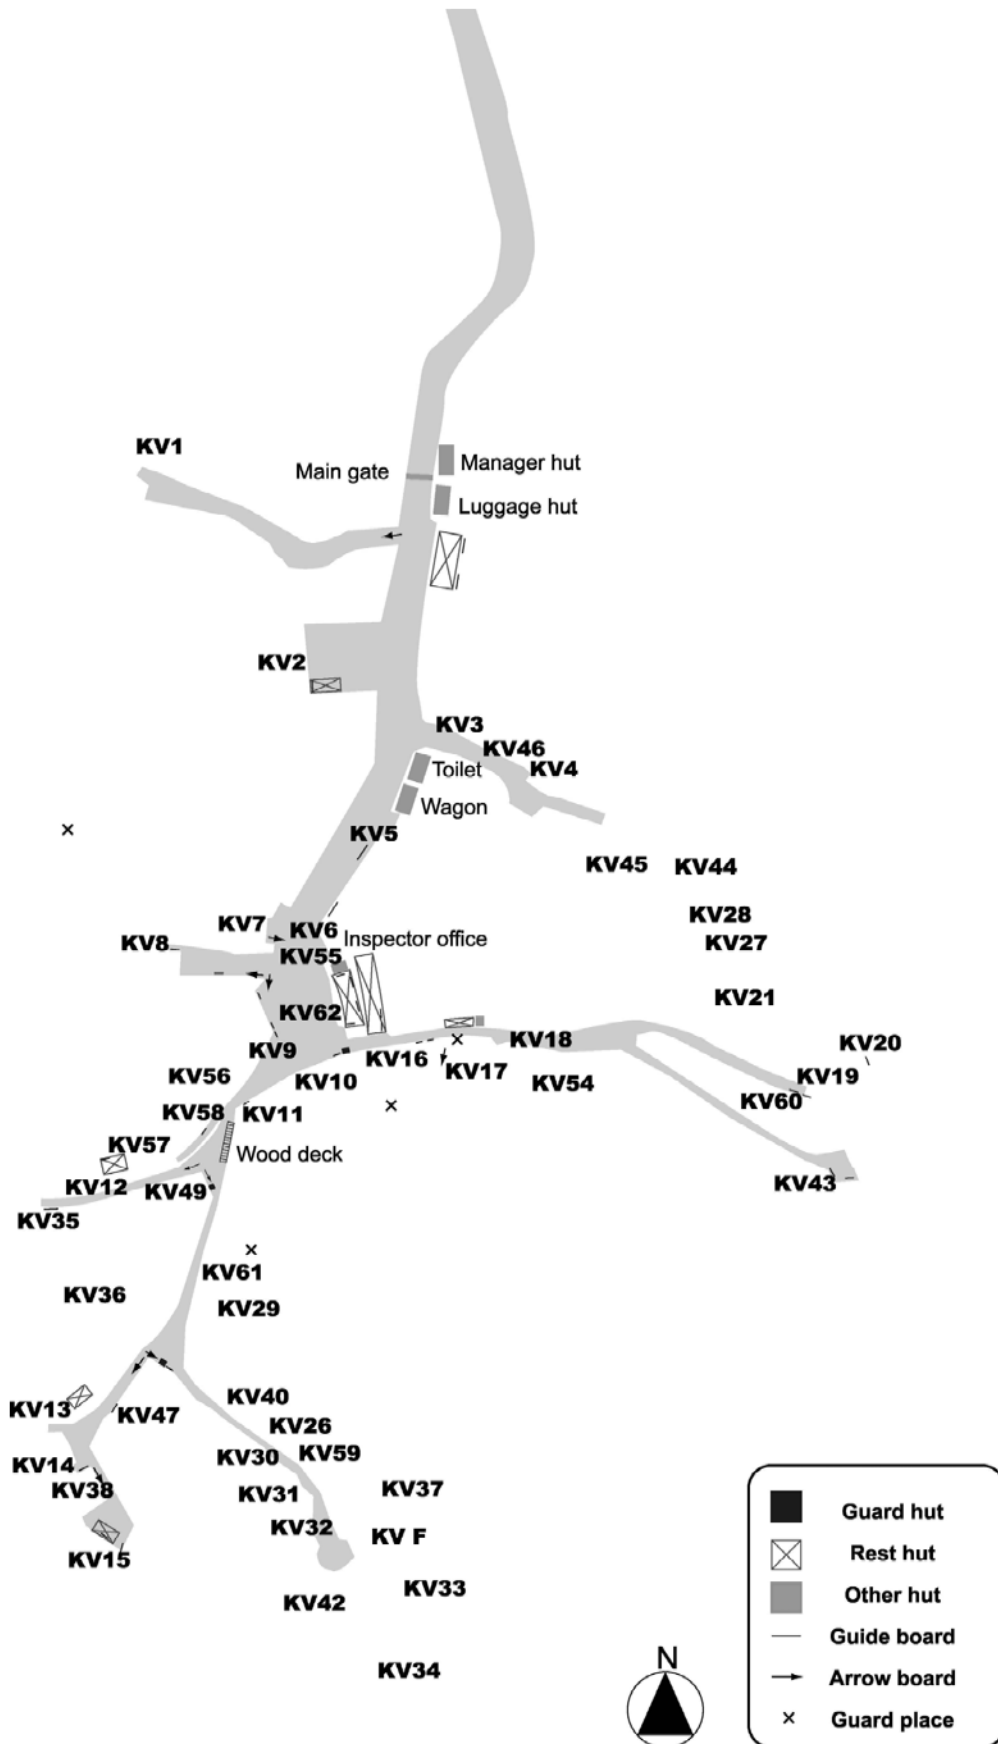 KV1
Main gate
Manager hut
Luggage hut
KV2
KV3
KV46
KV4
Toilet
Wagon
KV5
KV45
KV44
KV28
KV27
KV7
KV6
KV8
Inspector office
KV55
KV21
KV62
KV9
KV16
KV18
KV20
KV56
KV10
KV17
KV54
KV19
KV60
KV58
KV11
KV57
Wood deck
KV12
KV49
KV43
KV35
KV61
KV36
KV29
KV40
KV13
KV47
KV26
KV30
KV59
KV14
KV38
KV31
KV37
KV32
KV F
KV15
KV42
KV33
KV34
N
Guard hut
Rest hut
Other hut
Guide board
Arrow board
Guard place